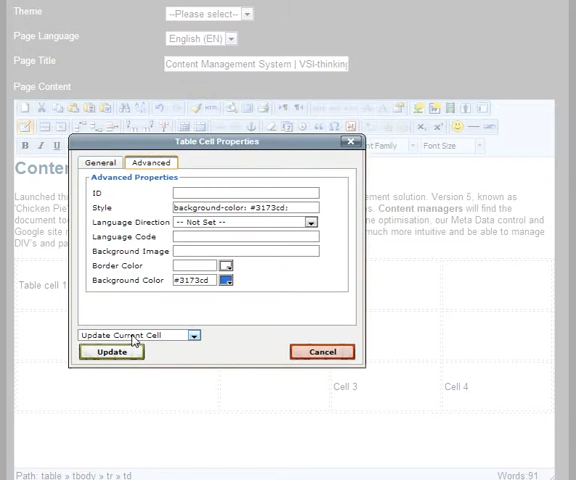 Theme
--Please select--
Page Language
English (EN)
Page Title
Content Management System | VSI-thinking
Page Content
B I U
Font Family
Font Size
Table Cell Properties
General
Advanced
Advanced Properties
ID
Style
background-color: #3173cd;
Language Direction
-- Not Set --
Language Code
Background Image
Border Color
Background Color
#3173cd
Update Current Cell
Update
Cancel
Conte
Launched th
ement solution. Version 5, known as
'Chicken Pie
s. Content managers will find the
document to
ne optimisation, our Meta Data control and
Google site m
much more intuitive and be able to manage
DIV's and pa
Table cell 1
Cell 3
Cell 4
Path: table » tbody » tr » td
Words:91